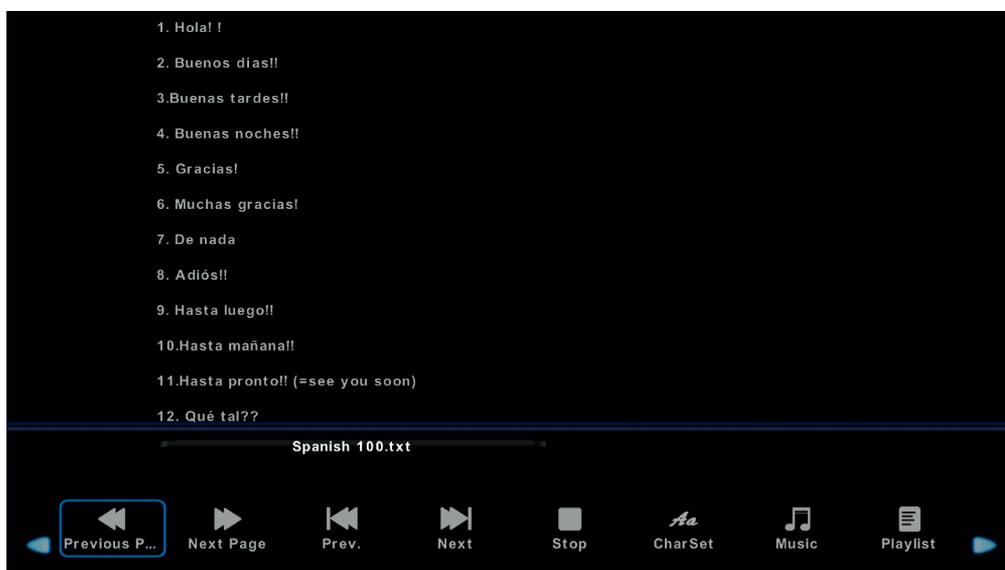 1. Hola! !
2. Buenos días!!
3.Buenas tardes!!
4. Buenas noches!!
5. Gracias!
6. Muchas gracias!
7. De nada
8. Adiós!!
9. Hasta luego!!
10.Hasta mañana!!
11.Hasta pronto!! (=see you soon)
12. Qué tal??
Spanish 100.txt
Previous P... Next Page Prev. Next Stop Aa CharSet Music Playlist